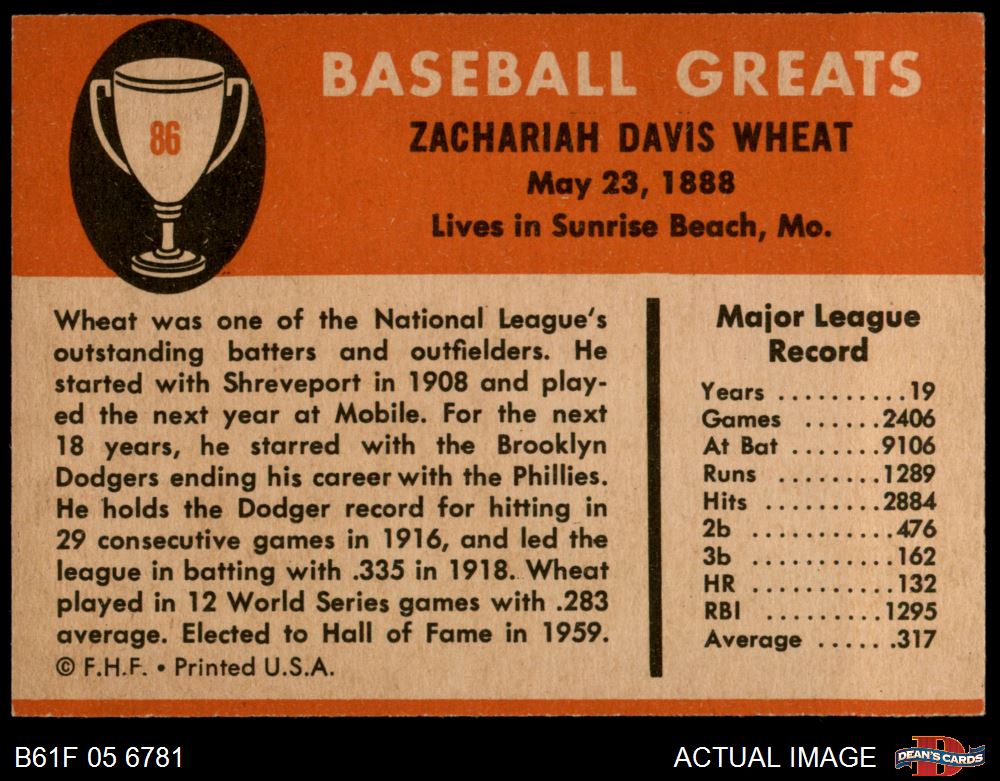 86
BASEBALL GREATS
ZACHARIAH DAVIS WHEAT
May 23, 1888
Lives in Sunrise Beach, Mo.
Wheat was one of the National League's
outstanding batters and outfielders. He
started with Shreveport in 1908 and play-
ed the next year at Mobile. For the next
18 years, he starred with the Brooklyn
Dodgers ending his career with the Phillies.
He holds the Dodger record for hitting in
29 consecutive games in 1916, and led the
league in batting with .335 in 1918. Wheat
played in 12 World Series games with .283
average. Elected to Hall of Fame in 1959.
© F.H.F. • Printed U.S.A.
Major League
Record
Years ..........19
Games ......2406
At Bat .......9106
Runs ........1289
Hits .........2884
2b ...........476
3b ...........162
HR ...........132
RBI .........1295
Average ......317
B61F 05 6781
ACTUAL IMAGE
D
DEAN'S CARDS